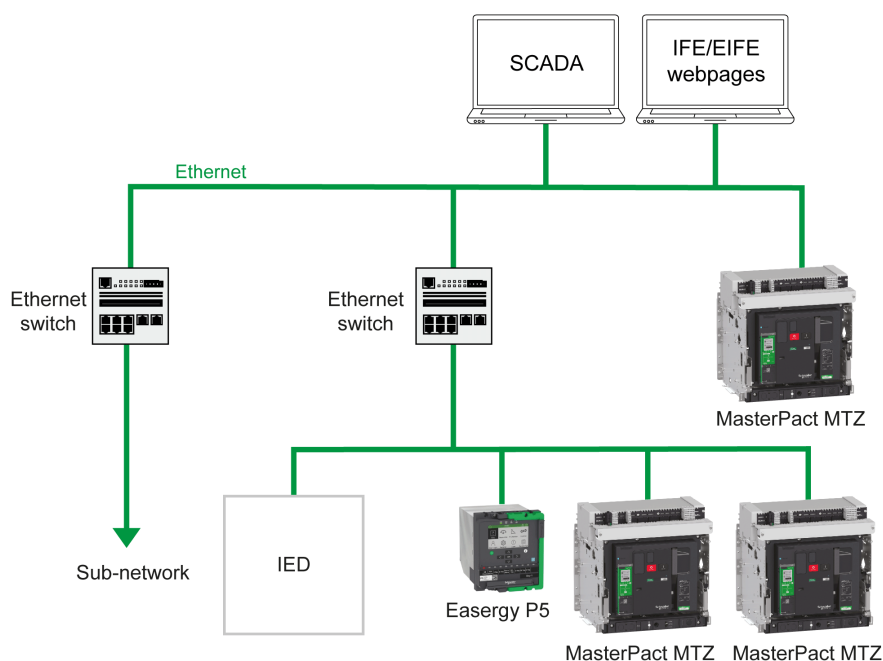 SCADA
IFE/EIFE
webpages
Ethernet
Ethernet
switch
Ethernet
switch
MasterPact MTZ
Sub-network
IED
Easergy P5
MasterPact MTZ
MasterPact MTZ